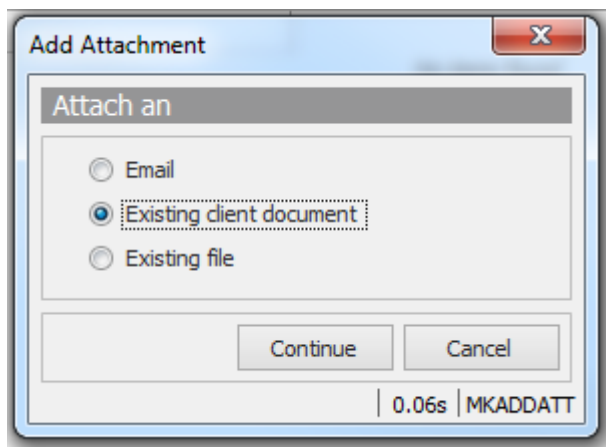 Add Attachment
Attach an
Email
Existing client document
Existing file
Continue Cancel
0.06s MKADDATT